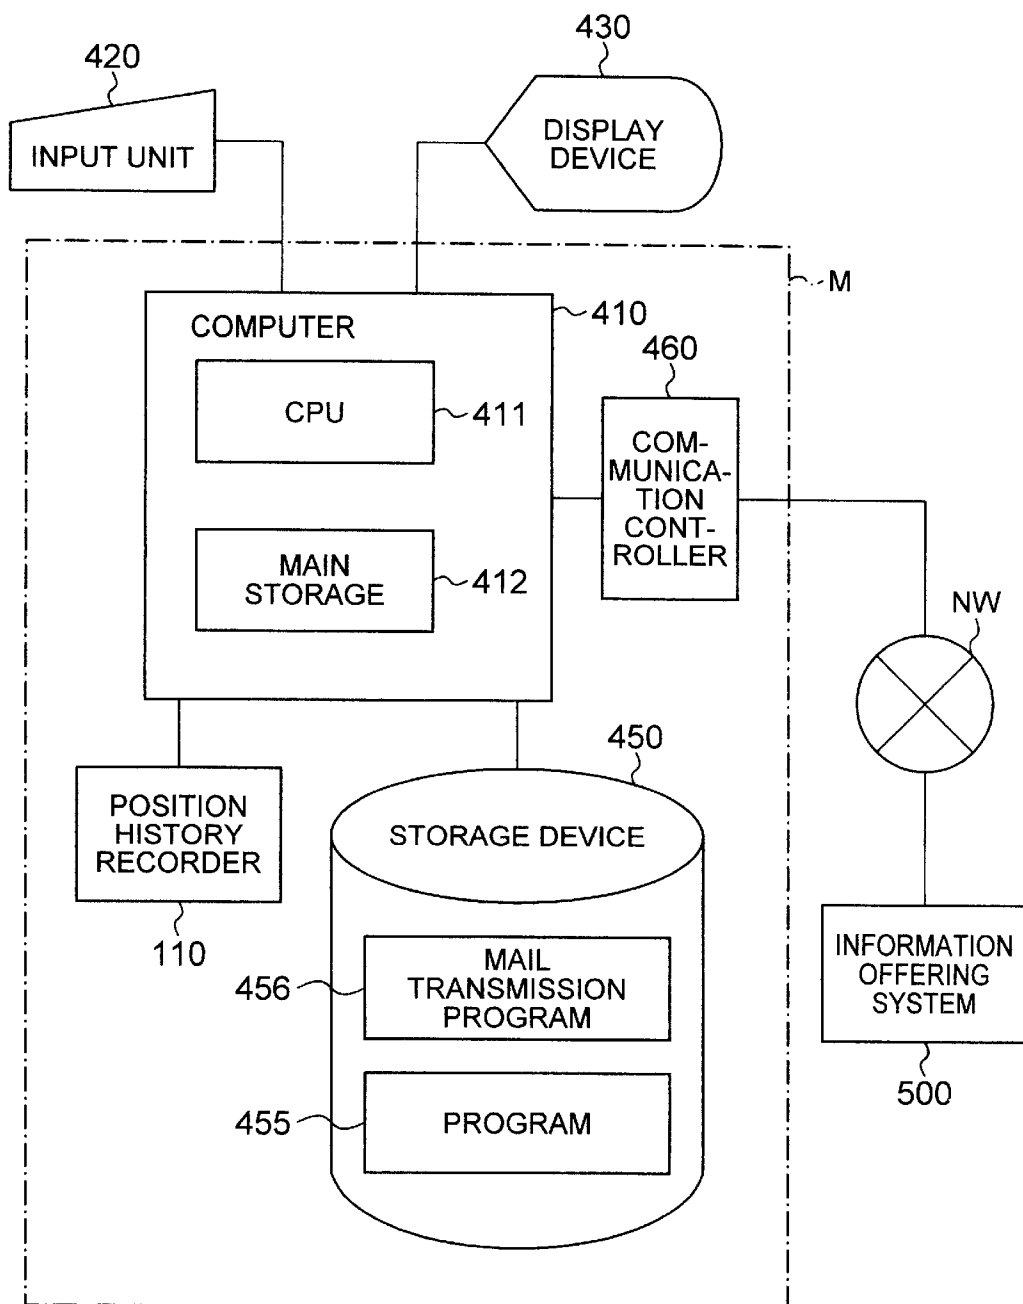 420
430
INPUT UNIT
DISPLAY
DEVICE
M
COMPUTER
410
460
CPU
411
COM-
MUNICA-
TION
CONT-
ROLLER
MAIN
STORAGE
412
NW
450
POSITION
HISTORY
RECORDER
STORAGE DEVICE
110
456
MAIL
TRANSMISSION
PROGRAM
INFORMATION
OFFERING
SYSTEM
500
455
PROGRAM